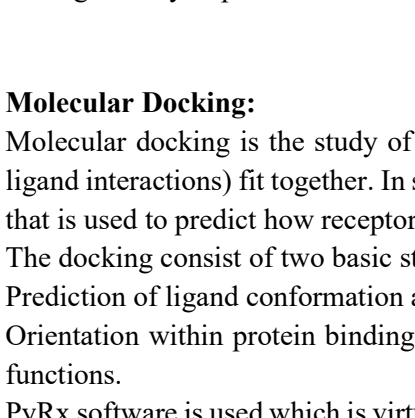 Molecular Docking:
Molecular docking is the study of
ligand interactions) fit together. In
that is used to predict how receptor
The docking consist of two basic
Prediction of ligand conformation
Orientation within protein binding
functions.
PyRx software is used which is